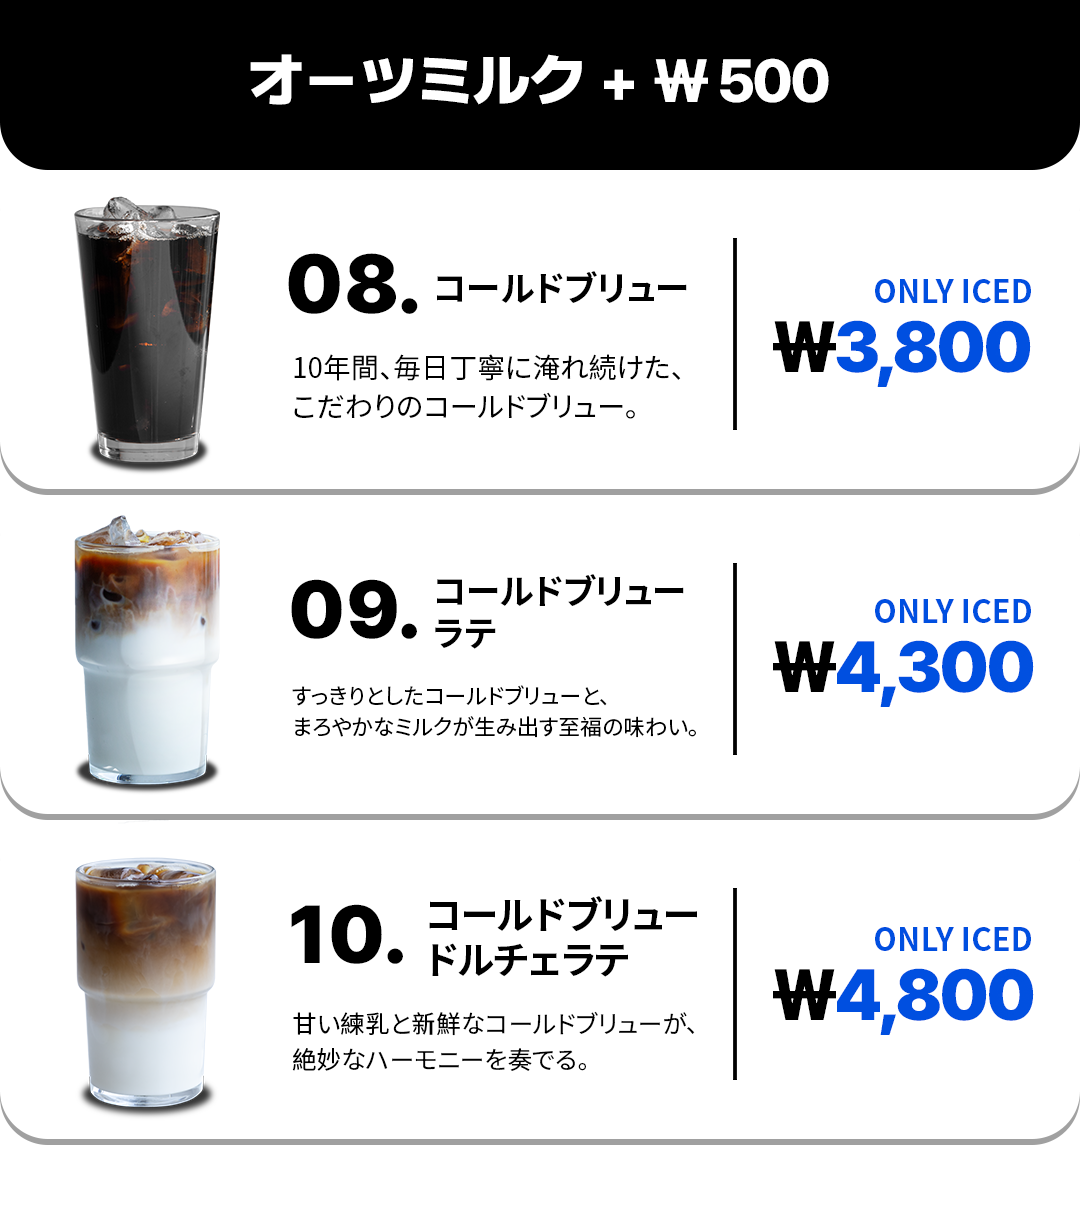 オーツミルク + ₩ 500
08. コールドブリュー
10年間、毎日丁寧に淹れ続けた、
こだわりのコールドブリュー。
ONLY ICED
₩3,800
09. コールドブリュー
ラテ
すっきりとしたコールドブリューと、
まろやかなミルクが生み出す至福の味わい。
ONLY ICED
₩4,300
10. コールドブリュー
ドルチェラテ
甘い練乳と新鮮なコールドブリューが、
絶妙なハーモニーを奏でる。
ONLY ICED
₩4,800